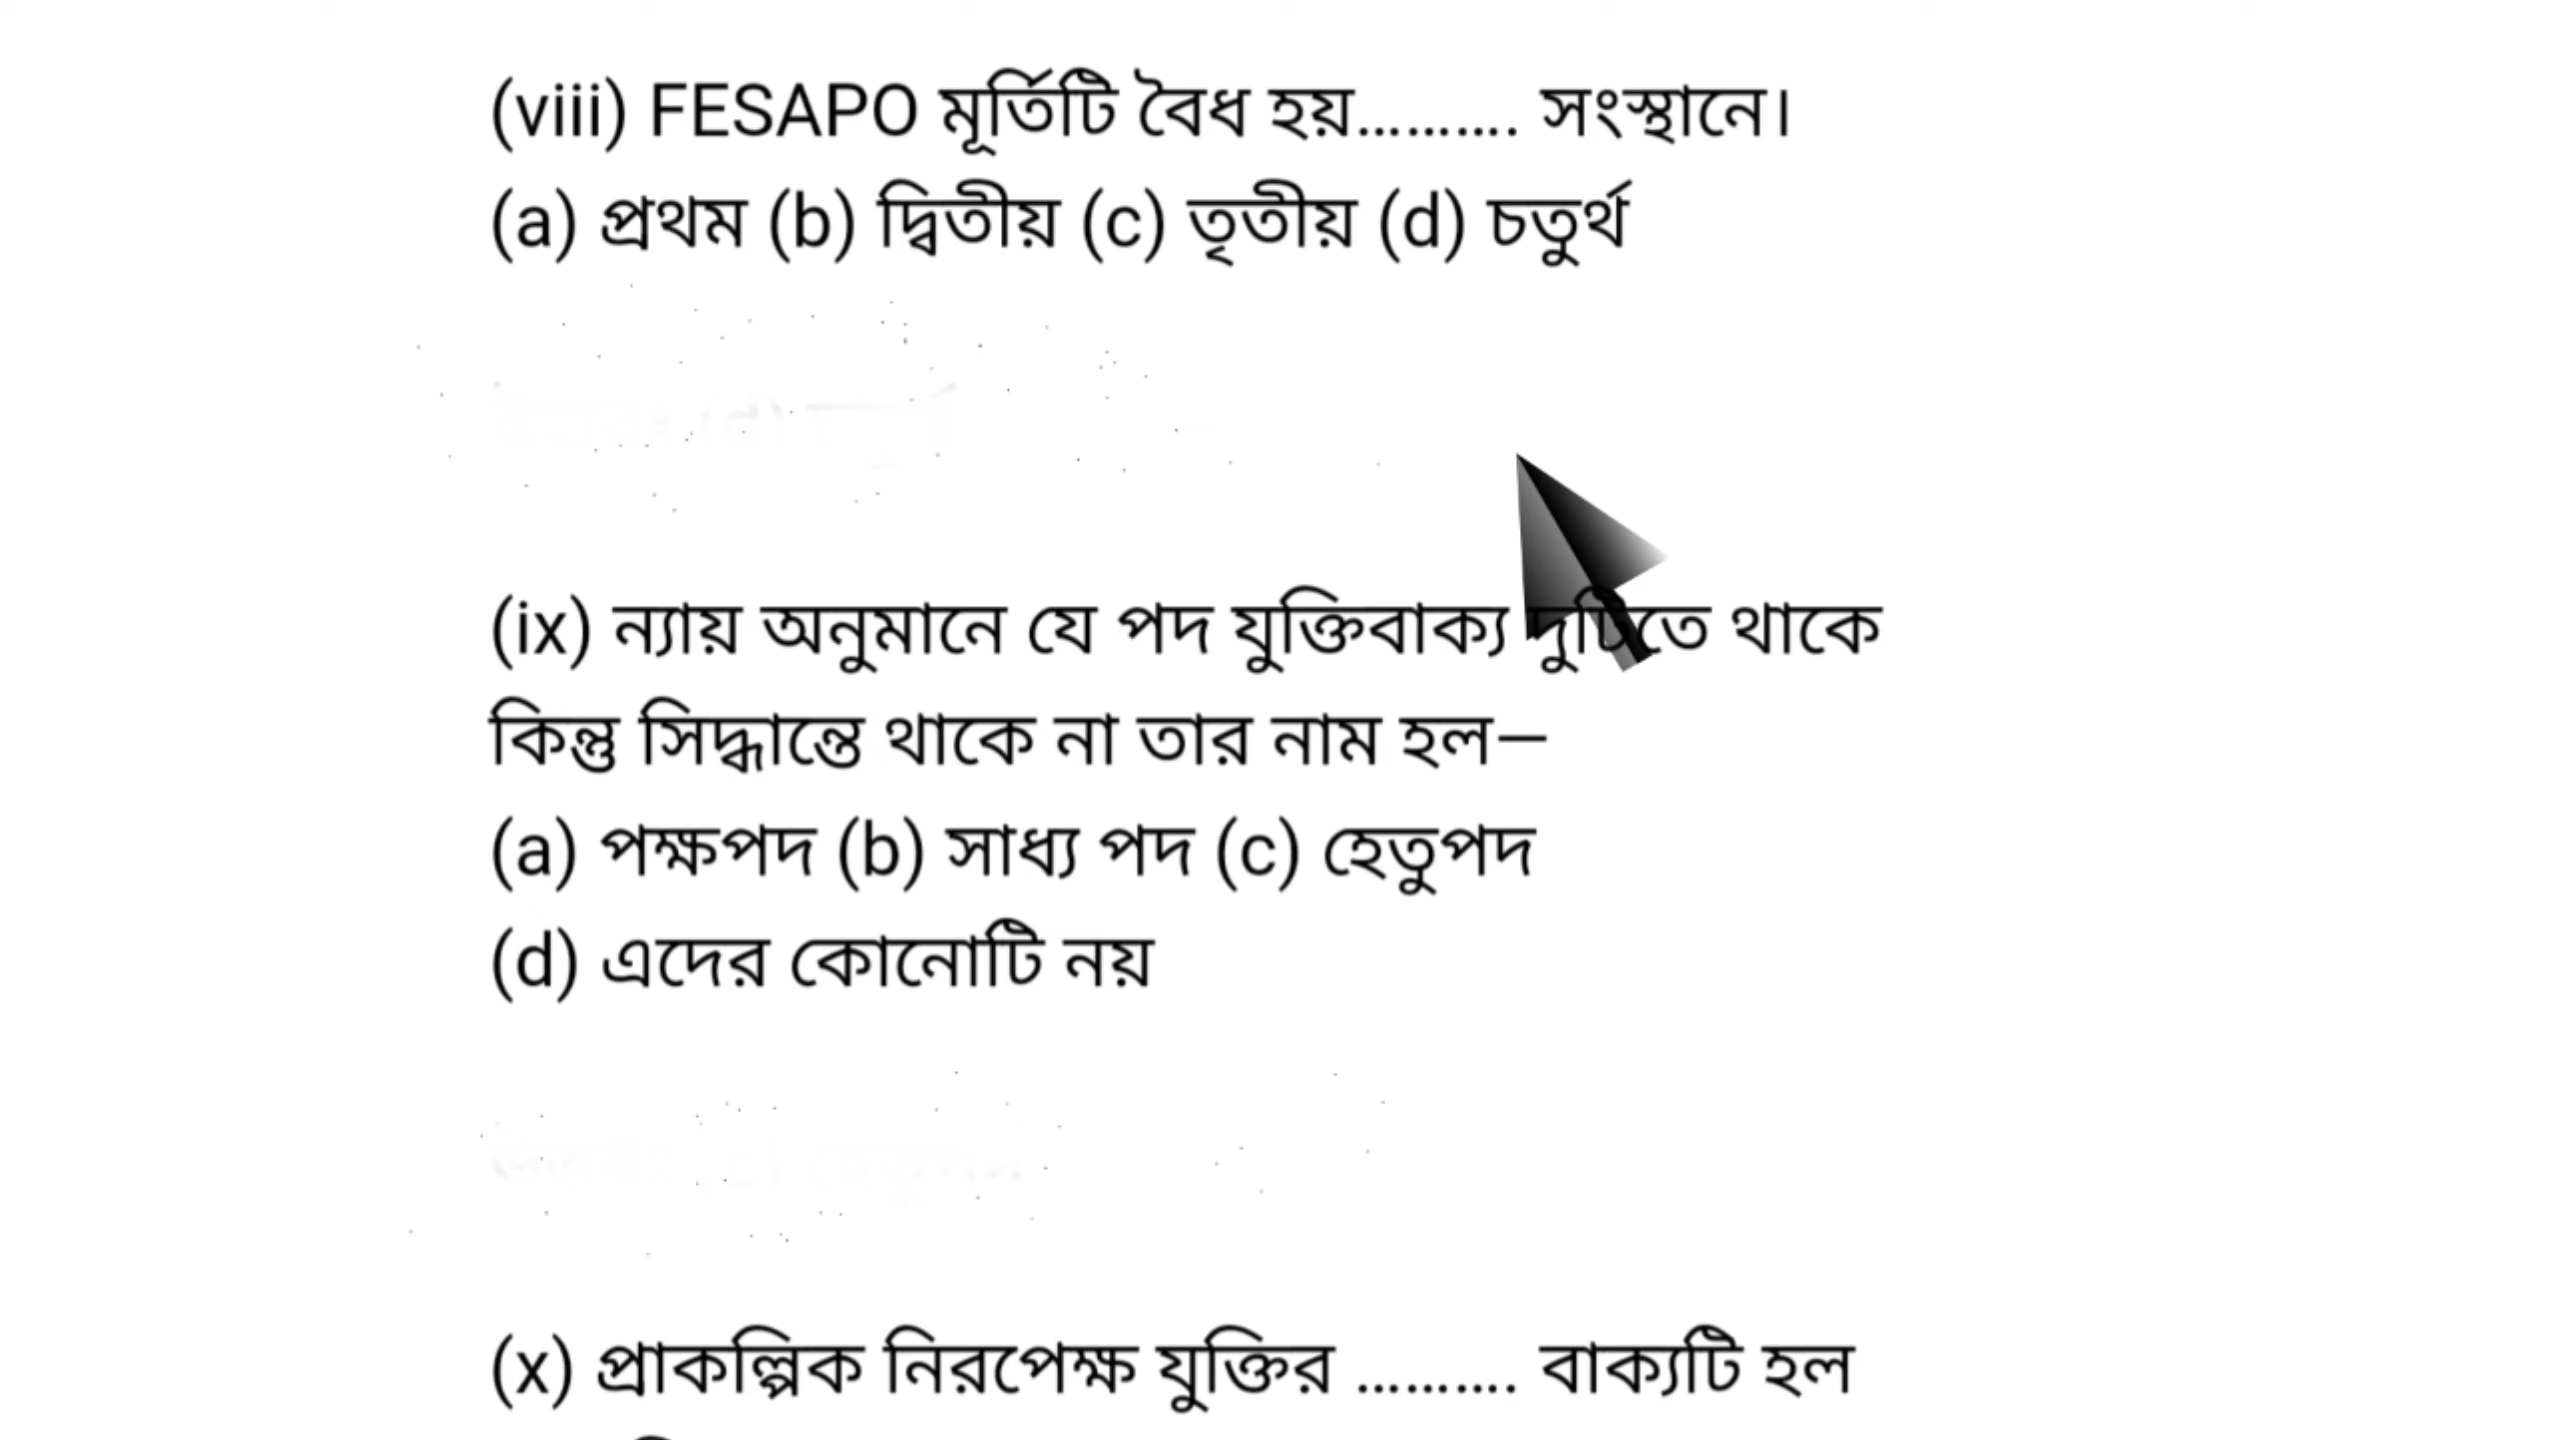 (viii) FESAPO মূর্তিটি বৈধ হয়.......... সংস্থানে।
(a) প্রথম (b) দ্বিতীয় (c) তৃতীয় (d) চতুর্থ
(ix) ন্যায় অনুমানে যে পদ যুক্তিবাক্য দুটিতে থাকে
কিন্তু সিদ্ধান্তে থাকে না তার নাম হল—
(a) পক্ষপদ (b) সাধ্য পদ (c) হেতুপদ
(d) এদের কোনোটি নয়
(x) প্রাকল্পিক নিরপেক্ষ যুক্তির .......... বাক্যটি হল